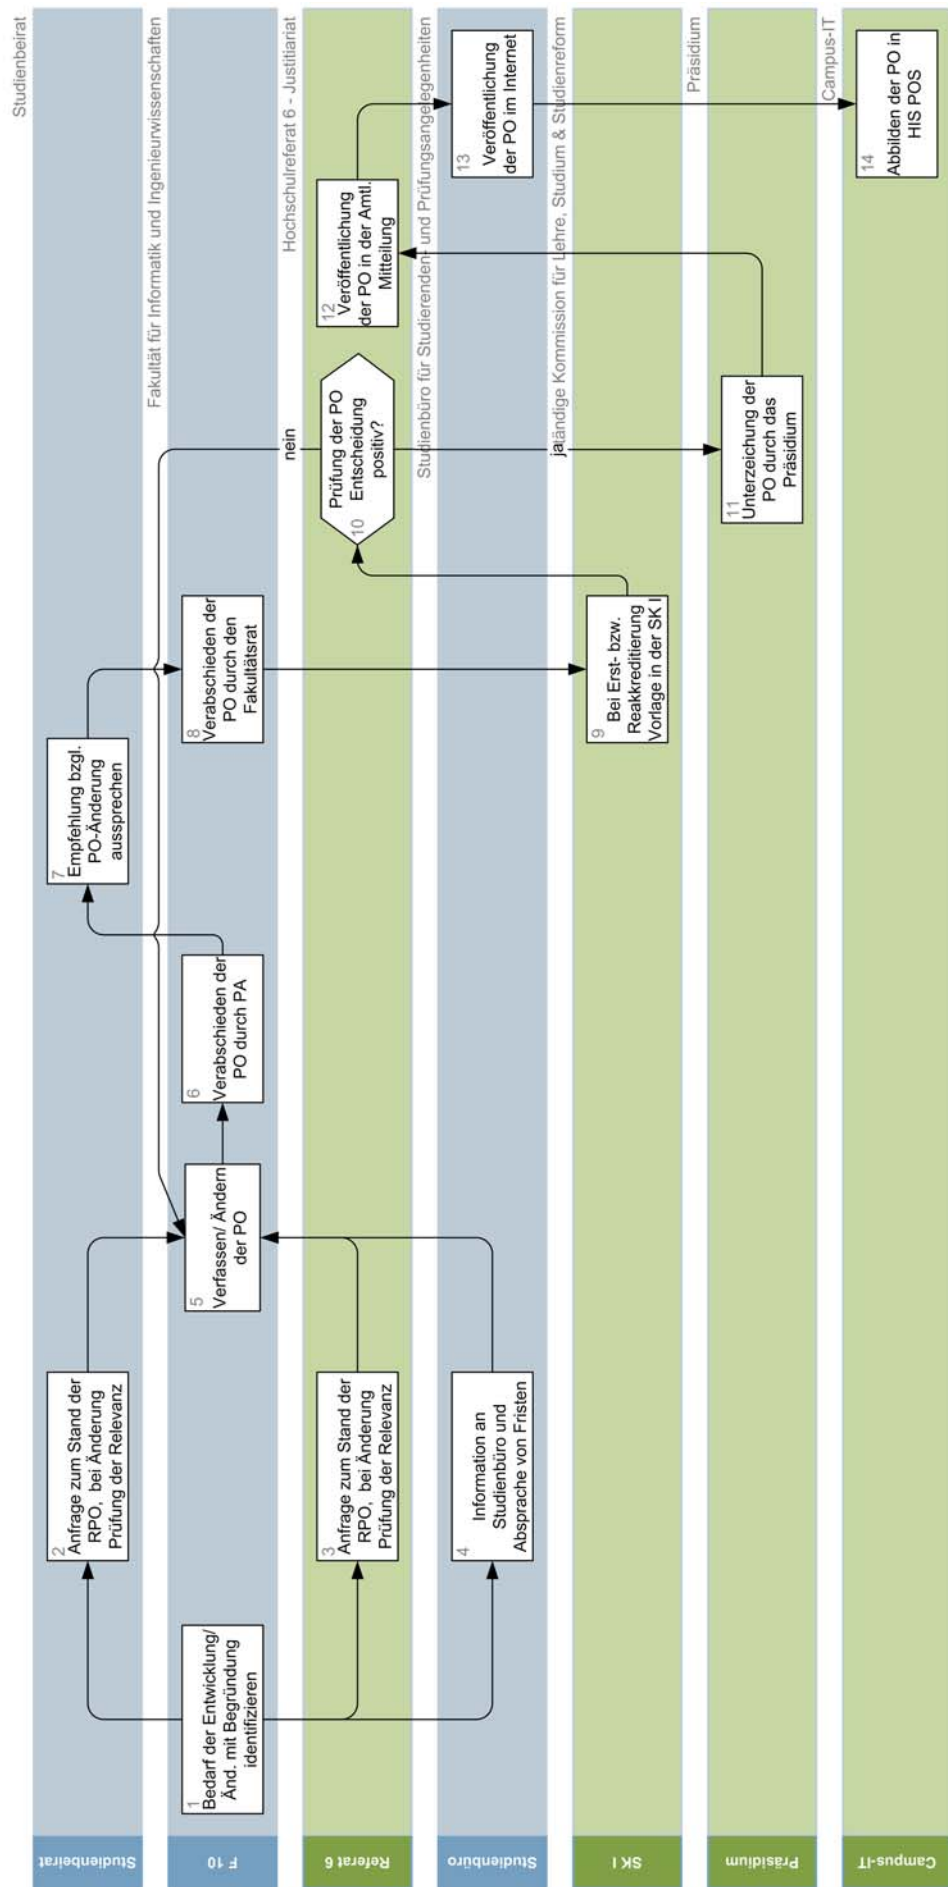 Studienbeirat
Studienbeirat
2
Anfrage zum Stand der
RPO, bei Änderung
Prüfung der Relevanz
7
Empfehlung bzgl.
PO-Änderung
aussprechen
F 10
Fakultät für Informatik und Ingenieurwissenschaften
1
Bedarf der Entwicklung/
Änd. mit Begründung
identifizieren
5
Verfassen/ Ändern
der PO
6
Verabschieden der
PO durch PA
8
Verabschieden der
PO durch den
Fakultätsrat
Referat 6
Hochschulreferat 6 - Justitiariat
3
Anfrage zum Stand der
RPO, bei Änderung
Prüfung der Relevanz
nein
10
Prüfung der PO
Entscheidung
positiv?
12
Veröffentlichung
der PO in der Amtl.
Mitteilung
Studienbüro
Studienbüro für Studierenden- und Prüfungsangelegenheiten
4
Information an
Studienbüro und
Absprache von Fristen
13
Veröffentlichung
der PO im Internet
SK I
tändige Kommission für Lehre, Studium & Studienreform
ja
9
Bei Erst- bzw.
Reakkreditierung
Vorlage in der SK I
Präsidium
Präsidium
11
Unterzeichung der
PO durch das
Präsidium
Campus-IT
Campus-IT
14
Abbilden der PO in
HIS POS